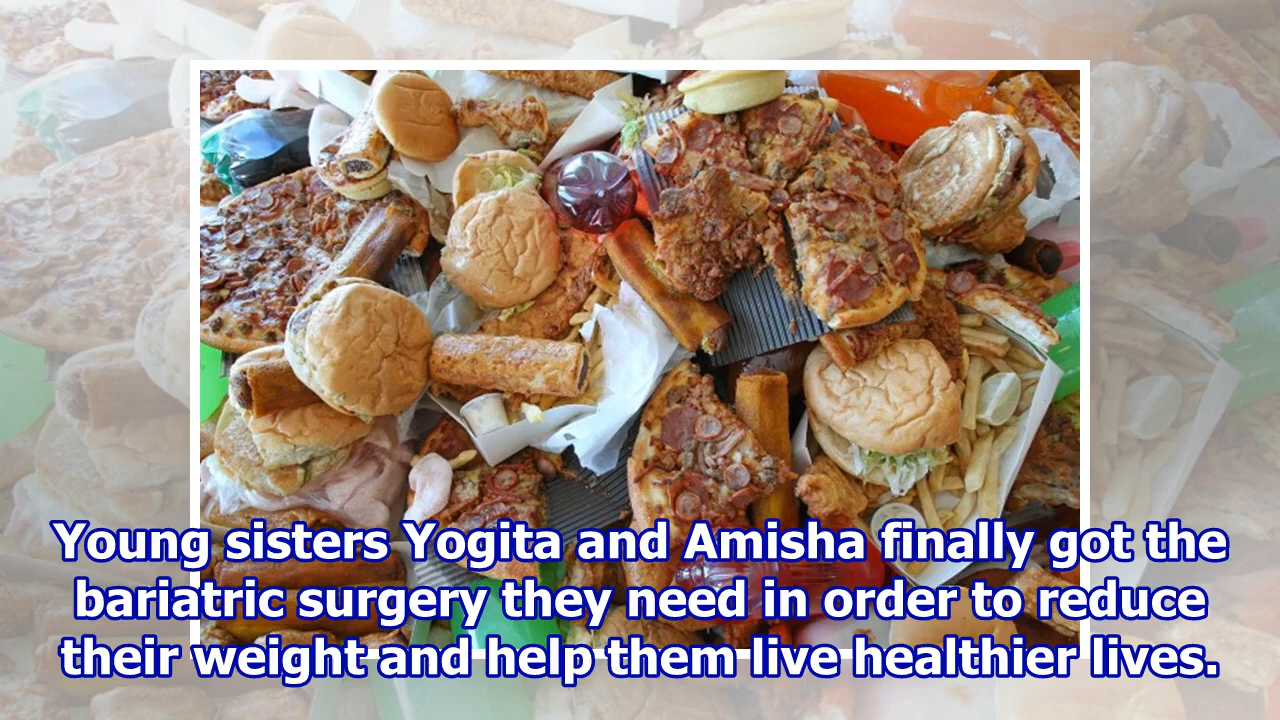 Young sisters Yogita and Amisha finally got the
bariatric surgery they need in order to reduce
their weight and help them live healthier lives.